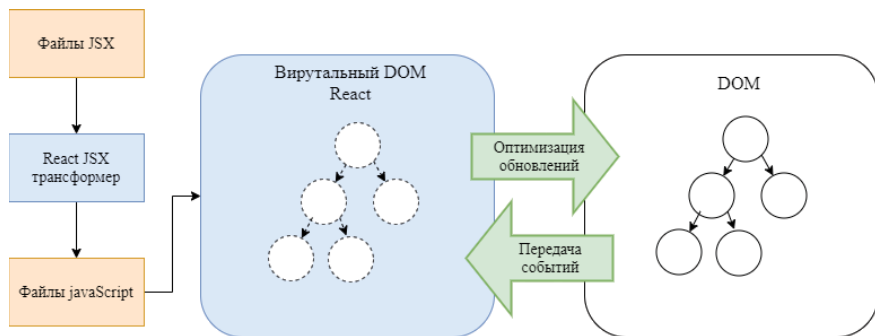 Файлы JSX
React JSX
трансформер
Файлы javaScript
Вирутальный DOM
React
Оптимизация
обновлений
Передача
событий
DOM